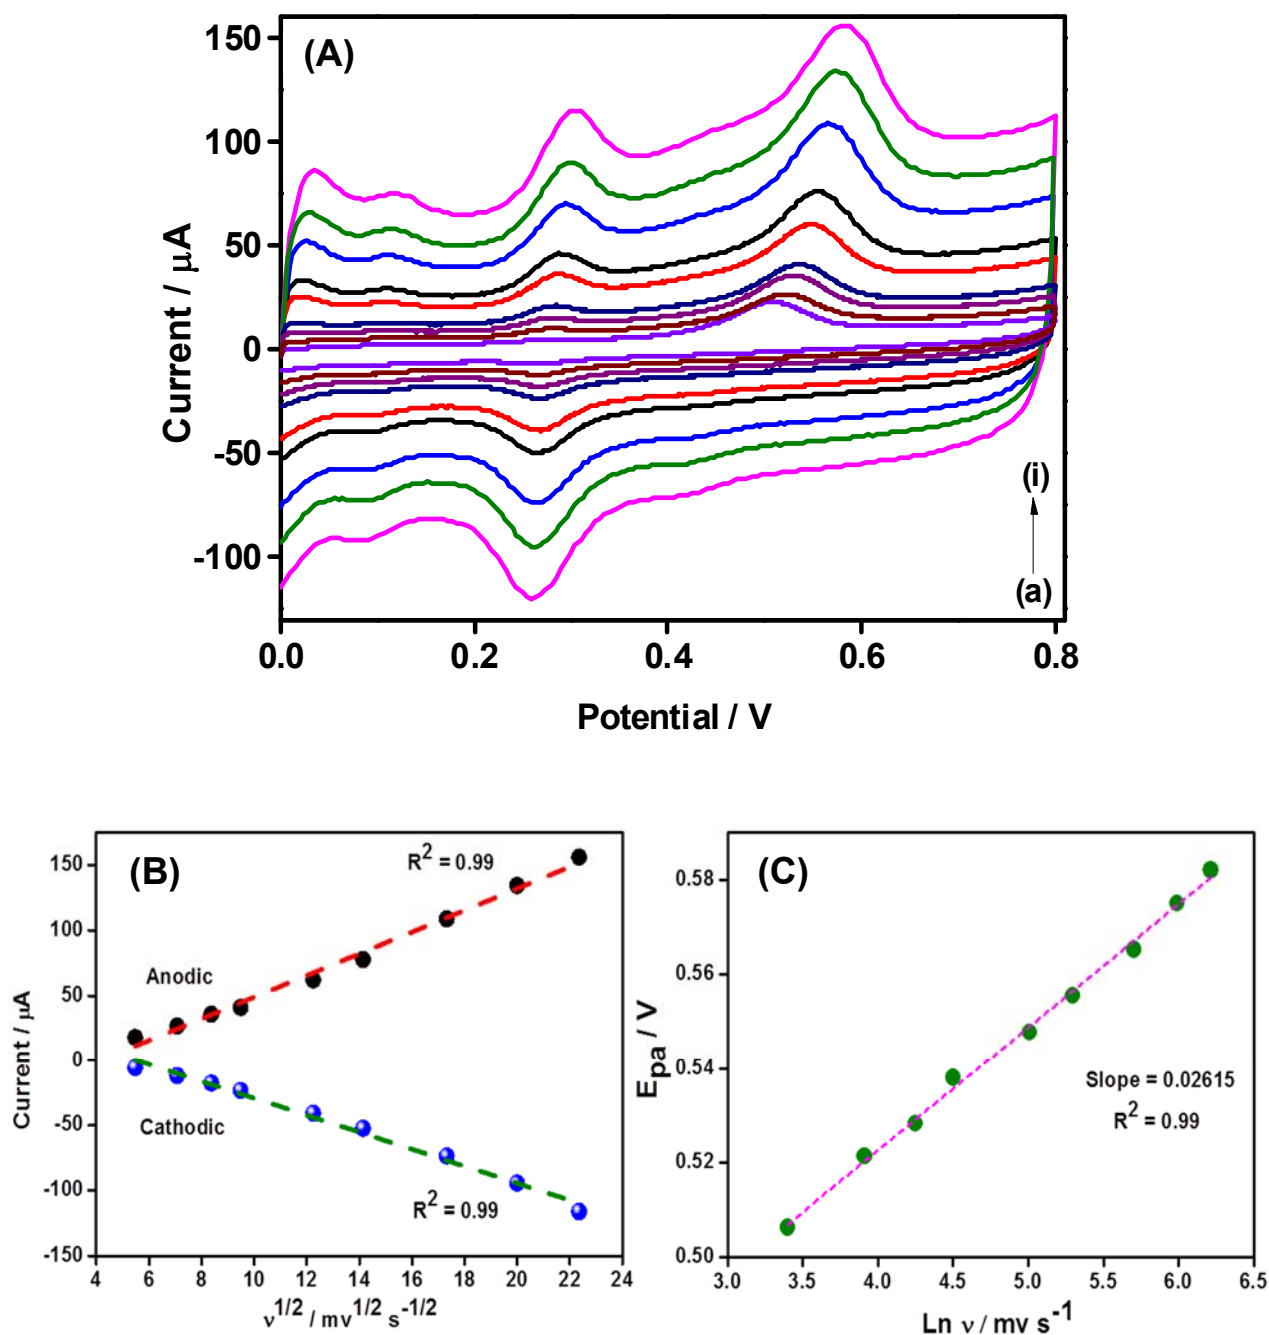 (A)
150
100
50
0
-50
-100
Current / µA
(i)
(a)
0.0 0.2 0.4 0.6 0.8
Potential / V
(B)
R² = 0.99
150
100
50
0
-50
-100
-150
Anodic
Cathodic
R² = 0.99
Current / µA
4 6 8 10 12 14 16 18 20 22 24
ν^1/2 / mv^1/2 s^-1/2
(C)
0.58
0.56
0.54
0.52
0.50
E_pa / V
Slope = 0.02615
R² = 0.99
3.0 3.5 4.0 4.5 5.0 5.5 6.0 6.5
Ln ν / mv s^-1